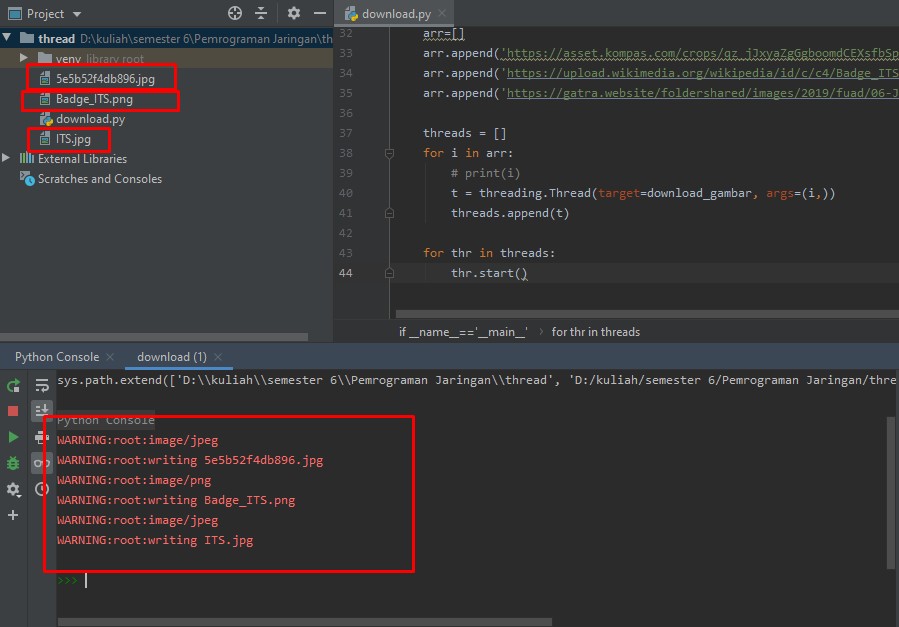 Project
download.py
thread D:\kuliah\semester 6\Pemrograman Jaringan\th
venv library root
5e5b52f4db896.jpg
Badge_ITS.png
download.py
ITS.jpg
External Libraries
Scratches and Consoles
32 arr=[]
33 arr.append('https://asset.kompas.com/crops/qz_jJxyaZgGgboomdCEXsfbSp
34 arr.append('https://upload.wikimedia.org/wikipedia/id/c/c4/Badge_ITS
35 arr.append('https://gatra.website/foldershared/images/2019/fuad/06-J
36
37 threads = []
38 for i in arr:
39 # print(i)
40 t = threading.Thread(target=download_gambar, args=(i,))
41 threads.append(t)
42
43 for thr in threads:
44 thr.start()
if __name__=='__main__' › for thr in threads
Python Console download (1)
sys.path.extend(['D:\\kuliah\\semester 6\\Pemrograman Jaringan\\thread', 'D:/kuliah/semester 6/Pemrograman Jaringan/thre
Python Console
WARNING:root:image/jpeg
WARNING:root:writing 5e5b52f4db896.jpg
WARNING:root:image/png
WARNING:root:writing Badge_ITS.png
WARNING:root:image/jpeg
WARNING:root:writing ITS.jpg
>>>